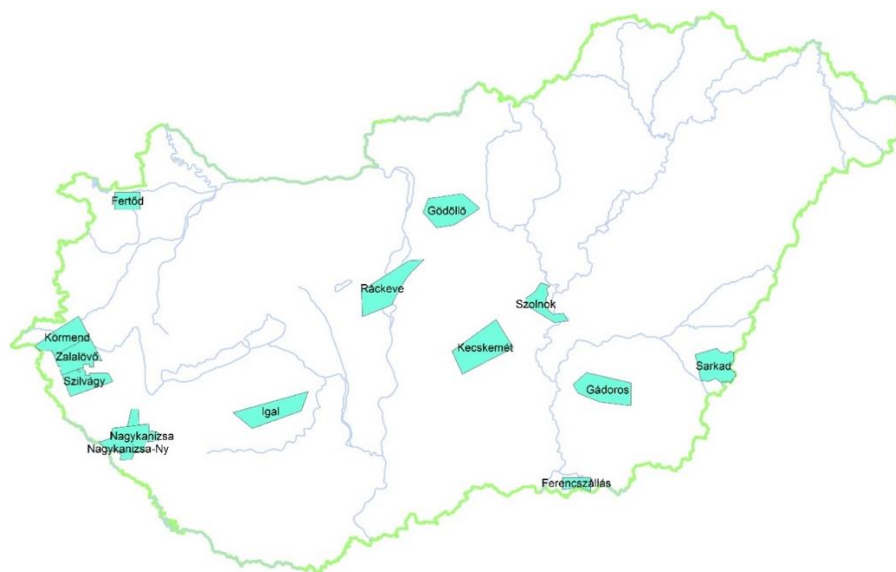 Fertőd
Gödöllő
Ráckeve
Szolnok
Körmend
Kecskemét
Zalalövő
Sarkad
Szilvágy
Gádoros
Igal
Nagykanizsa
Nagykanizsa-Ny
Ferencszállás